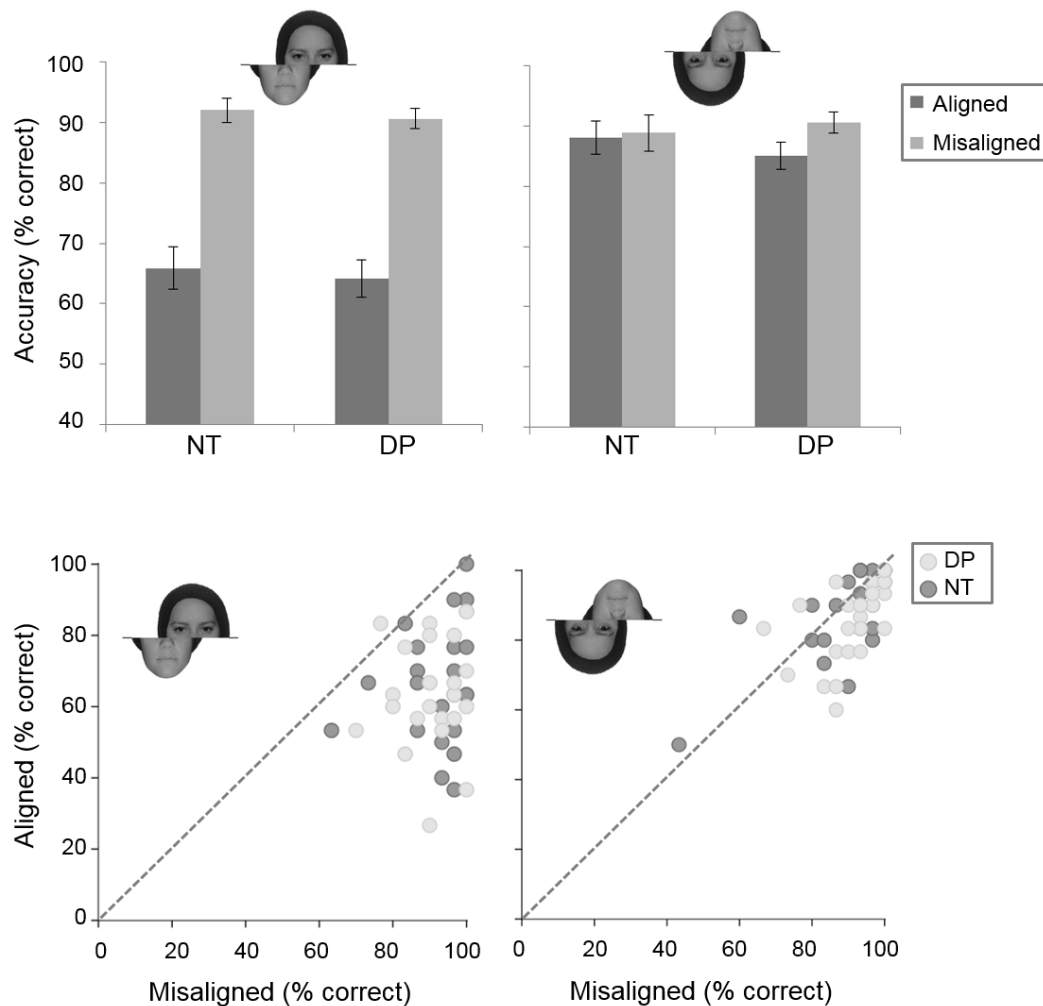 100
90
80
70
60
50
40
Accuracy (% correct)
NT
DP
NT
DP
Aligned
Misaligned
100
80
60
40
20
0
Aligned (% correct)
0
20
40
60
80
100
Misaligned (% correct)
0
20
40
60
80
100
Misaligned (% correct)
DP
NT